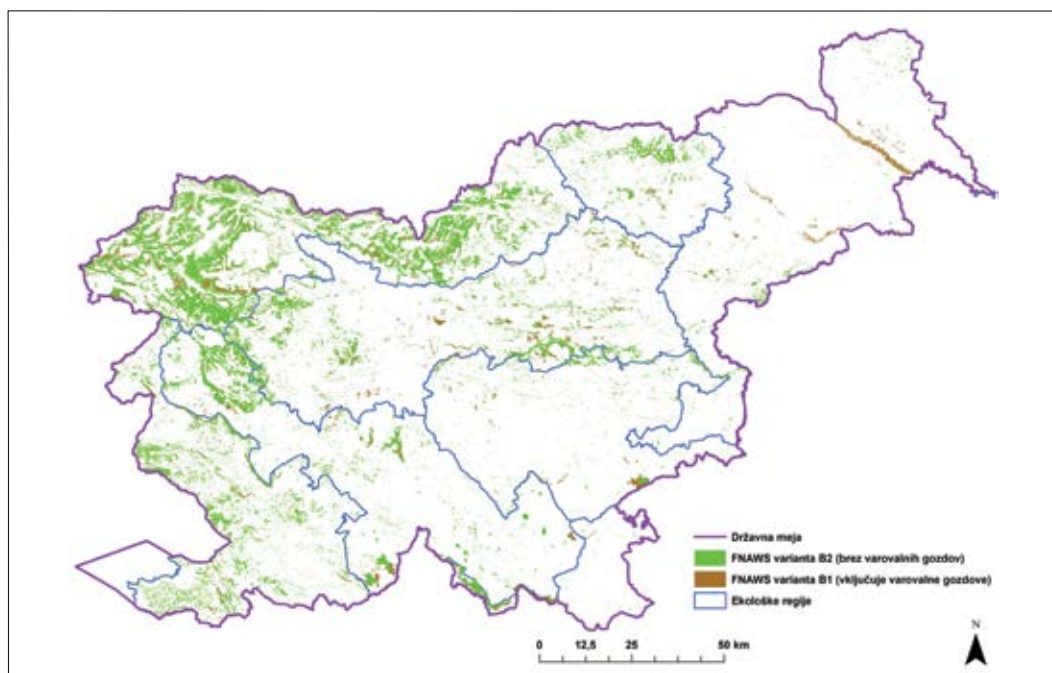 Državna meja
FNAWS varianta B2 (brez varovalnih gozdov)
FNAWS varianta B1 (vključuje varovalne gozdove)
Ekološke regije
N
0 12,5 25 50 km